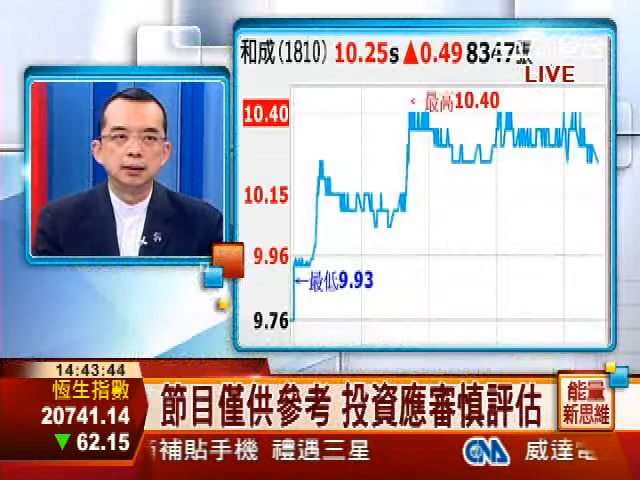 和成(1810) 10.25s ▲0.49 8347張
LIVE
最高10.40
10.40
10.15
9.96
最低9.93
9.76
14:43:44
恆生指數
20741.14
▼62.15
節目僅供參考 投資應審慎評估
能量
新思維
補貼手機 禮遇三星 CNA 威達電